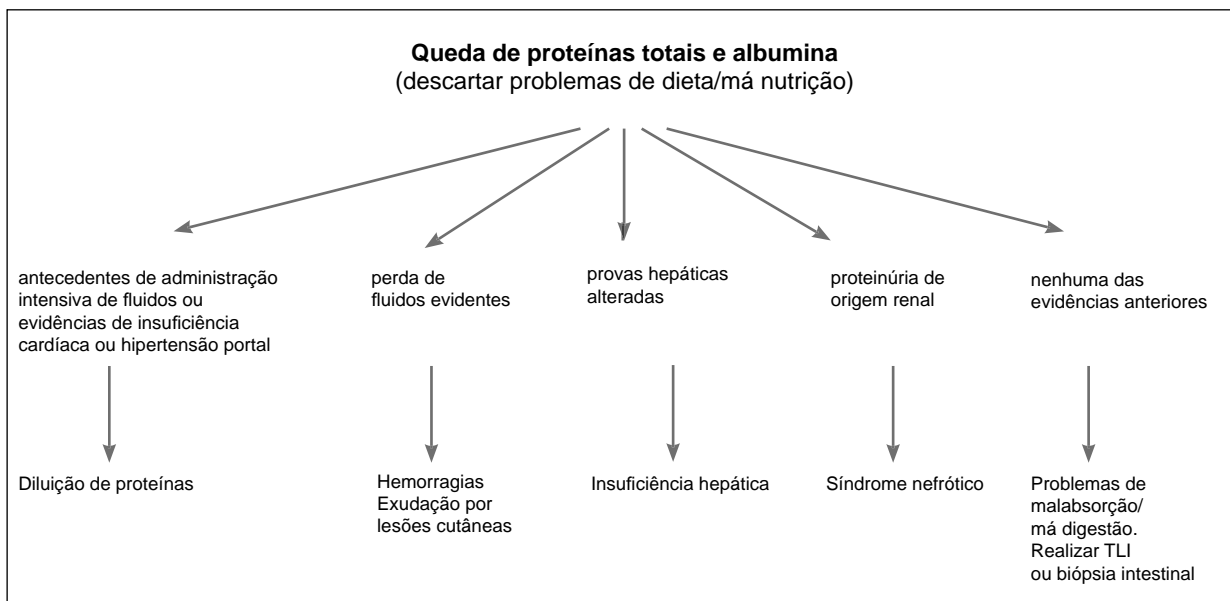 Queda de proteínas totais e albumina
(descartar problemas de dieta/má nutrição)
antecedentes de administração
intensiva de fluidos ou
evidências de insuficiência
cardíaca ou hipertensão portal
perda de
fluidos evidentes
provas hepáticas
alteradas
proteinúria de
origem renal
nenhuma das
evidências anteriores
Diluição de proteínas
Hemorragias
Exudação por
lesões cutâneas
Insuficiência hepática
Síndrome nefrótico
Problemas de
malabsorção/
má digestão.
Realizar TLI
ou biópsia intestinal